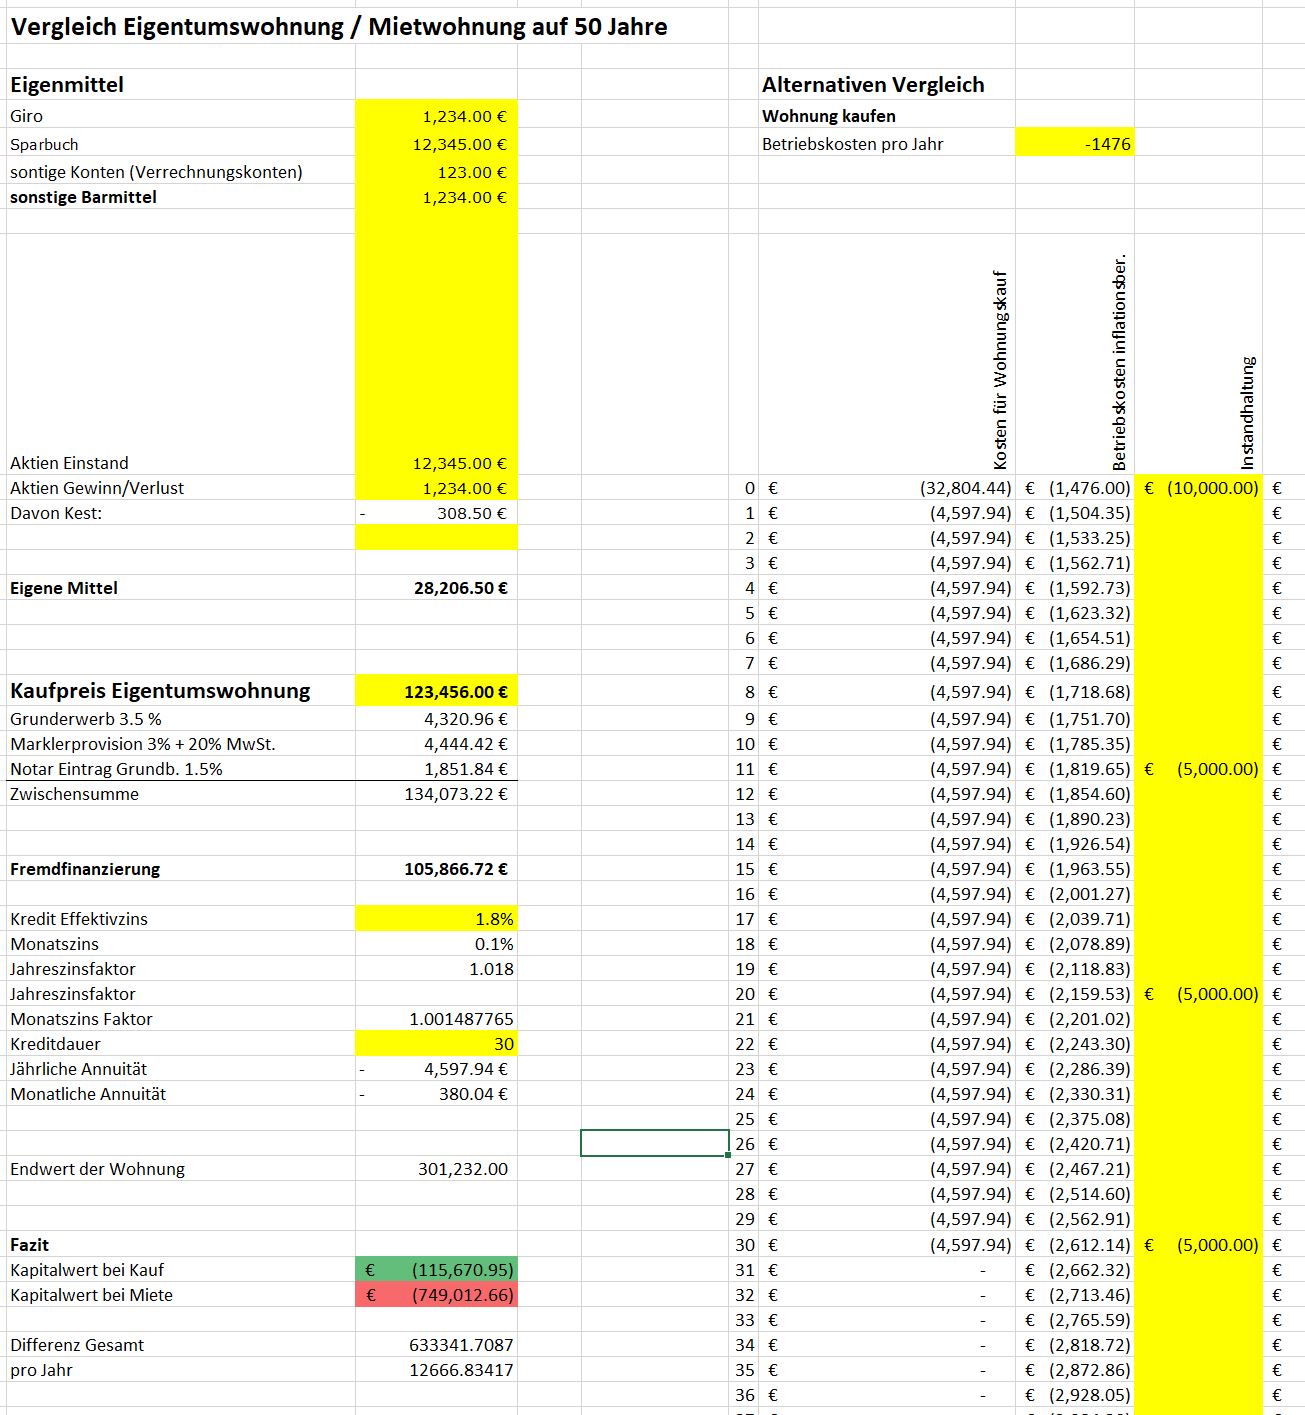 Vergleich Eigentumswohnung / Mietwohnung auf 50 Jahre
Eigenmittel
Giro 1,234.00 €
Sparbuch 12,345.00 €
sontige Konten (Verrechnungskonten) 123.00 €
sonstige Barmittel 1,234.00 €
Aktien Einstand 12,345.00 €
Aktien Gewinn/Verlust 1,234.00 €
Davon Kest: - 308.50 €
Eigene Mittel 28,206.50 €
Kaufpreis Eigentumswohnung 123,456.00 €
Grunderwerb 3.5 % 4,320.96 €
Marklerprovision 3% + 20% MwSt. 4,444.42 €
Notar Eintrag Grundb. 1.5% 1,851.84 €
Zwischensumme 134,073.22 €
Fremdfinanzierung 105,866.72 €
Kredit Effektivzins 1.8%
Monatszins 0.1%
Jahreszinsfaktor 1.018
Jahreszinsfaktor
Monatszins Faktor 1.001487765
Kreditdauer 30
Jährliche Annuität - 4,597.94 €
Monatliche Annuität - 380.04 €
Endwert der Wohnung 301,232.00
Fazit
Kapitalwert bei Kauf € (115,670.95)
Kapitalwert bei Miete € (749,012.66)
Differenz Gesamt 633341.7087
pro Jahr 12666.83417
Alternativen Vergleich
Wohnung kaufen
Betriebskosten pro Jahr -1476
Kosten für Wohnungskauf
Betriebskosten inflationsber.
Instandhaltung
0 € (32,804.44) € (1,476.00) € (10,000.00) €
1 € (4,597.94) € (1,504.35) €
2 € (4,597.94) € (1,533.25) €
3 € (4,597.94) € (1,562.71) €
4 € (4,597.94) € (1,592.73) €
5 € (4,597.94) € (1,623.32) €
6 € (4,597.94) € (1,654.51) €
7 € (4,597.94) € (1,686.29) €
8 € (4,597.94) € (1,718.68) €
9 € (4,597.94) € (1,751.70) €
10 € (4,597.94) € (1,785.35) €
11 € (4,597.94) € (1,819.65) € (5,000.00) €
12 € (4,597.94) € (1,854.60) €
13 € (4,597.94) € (1,890.23) €
14 € (4,597.94) € (1,926.54) €
15 € (4,597.94) € (1,963.55) €
16 € (4,597.94) € (2,001.27) €
17 € (4,597.94) € (2,039.71) €
18 € (4,597.94) € (2,078.89) €
19 € (4,597.94) € (2,118.83) €
20 € (4,597.94) € (2,159.53) € (5,000.00) €
21 € (4,597.94) € (2,201.02) €
22 € (4,597.94) € (2,243.30) €
23 € (4,597.94) € (2,286.39) €
24 € (4,597.94) € (2,330.31) €
25 € (4,597.94) € (2,375.08) €
26 € (4,597.94) € (2,420.71) €
27 € (4,597.94) € (2,467.21) €
28 € (4,597.94) € (2,514.60) €
29 € (4,597.94) € (2,562.91) €
30 € (4,597.94) € (2,612.14) € (5,000.00) €
31 € - € (2,662.32) €
32 € - € (2,713.46) €
33 € - € (2,765.59) €
34 € - € (2,818.72) €
35 € - € (2,872.86) €
36 € - € (2,928.05) €